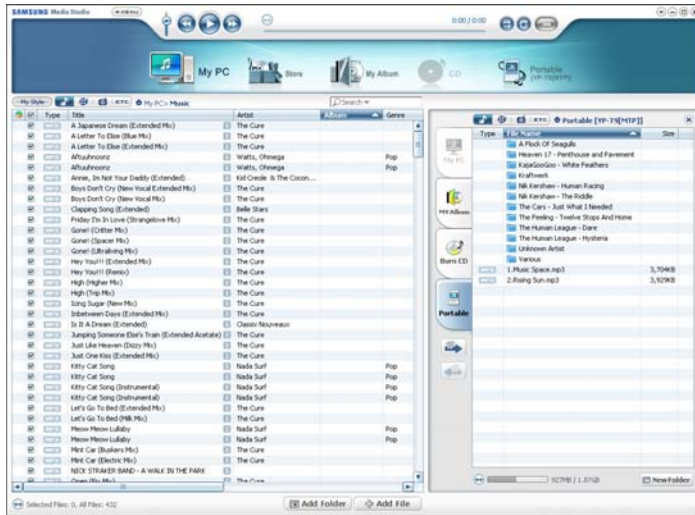 SAMSUNG Media Studio
MENU
0:00 / 0:00
My PC
Store
My Album
CD
Portable
My Style
ETC
My PC> Music
Search
Type Title Artist Album Genre
A Japanese Dream (Extended Mix) The Cure
A Letter To Elise (Blue Mix) The Cure
A Letter To Elise (Extended Mix) The Cure
Aftuuhnoonz Watts, Ohmega Pop
Aftuuhnoonz Watts, Ohmega Pop
Annie, Im Not Your Daddy (Extended) Kid Creole & The Cocon...
Boys Don't Cry (New Vocal Extended Mix) The Cure
Boys Don't Cry (New Vocal Mix) The Cure
Clapping Song (Extended) Belle Stars
Friday I'm In Love (Strangelove Mix) The Cure
Gone! (Critter Mix) The Cure
Gone! (Spacer Mix) The Cure
Gone! (Ultraliving Mix) The Cure
Hey You!!! (Extended Mix) The Cure
Hey You!!! (Remix) The Cure
High (Higher Mix) The Cure
High (Trip Mix) The Cure
Icing Sugar (New Mix) The Cure
Inbetween Days (Extended Mix) The Cure
Is It A Dream (Extended) Classix Nouveaux
Jumping Someone Else's Train (Extended Acetate) The Cure
Just Like Heaven (Dizzy Mix) The Cure
Just One Kiss (Extended Mix) The Cure
Kitty Cat Song Nada Surf Pop
Kitty Cat Song Nada Surf Pop
Kitty Cat Song (Instrumental) Nada Surf Pop
Kitty Cat Song (Instrumental) Nada Surf Pop
Let's Go To Bed (Extended Mix) The Cure
Let's Go To Bed (Milk Mix) The Cure
Meow Meow Lullaby Nada Surf Pop
Meow Meow Lullaby Nada Surf Pop
Mint Car (Buskers Mix) The Cure
Mint Car (Electric Mix) The Cure
NICK STRAKER BAND - A WALK IN THE PARK
Selected Files: 0, All Files: 432
Add Folder
Add File
My PC
MY Album
Burn CD
Portable
ETC
Portable [YP-T9[MTP]]
Type File Name Size
A Flock Of Seagulls
Heaven 17 - Penthouse and Pavement
KajaGooGoo - White Feathers
Kraftwerk
Nik Kershaw - Human Racing
Nik Kershaw - The Riddle
The Cars - Just What I Needed
The Feeling - Twelve Stops And Home
The Human League - Dare
The Human League - Hysteria
Unknown Artist
Various
1.Music Space.mp3 3,704KB
2.Rising Sun.mp3 3,929KB
927MB / 1.87GB
New Folder